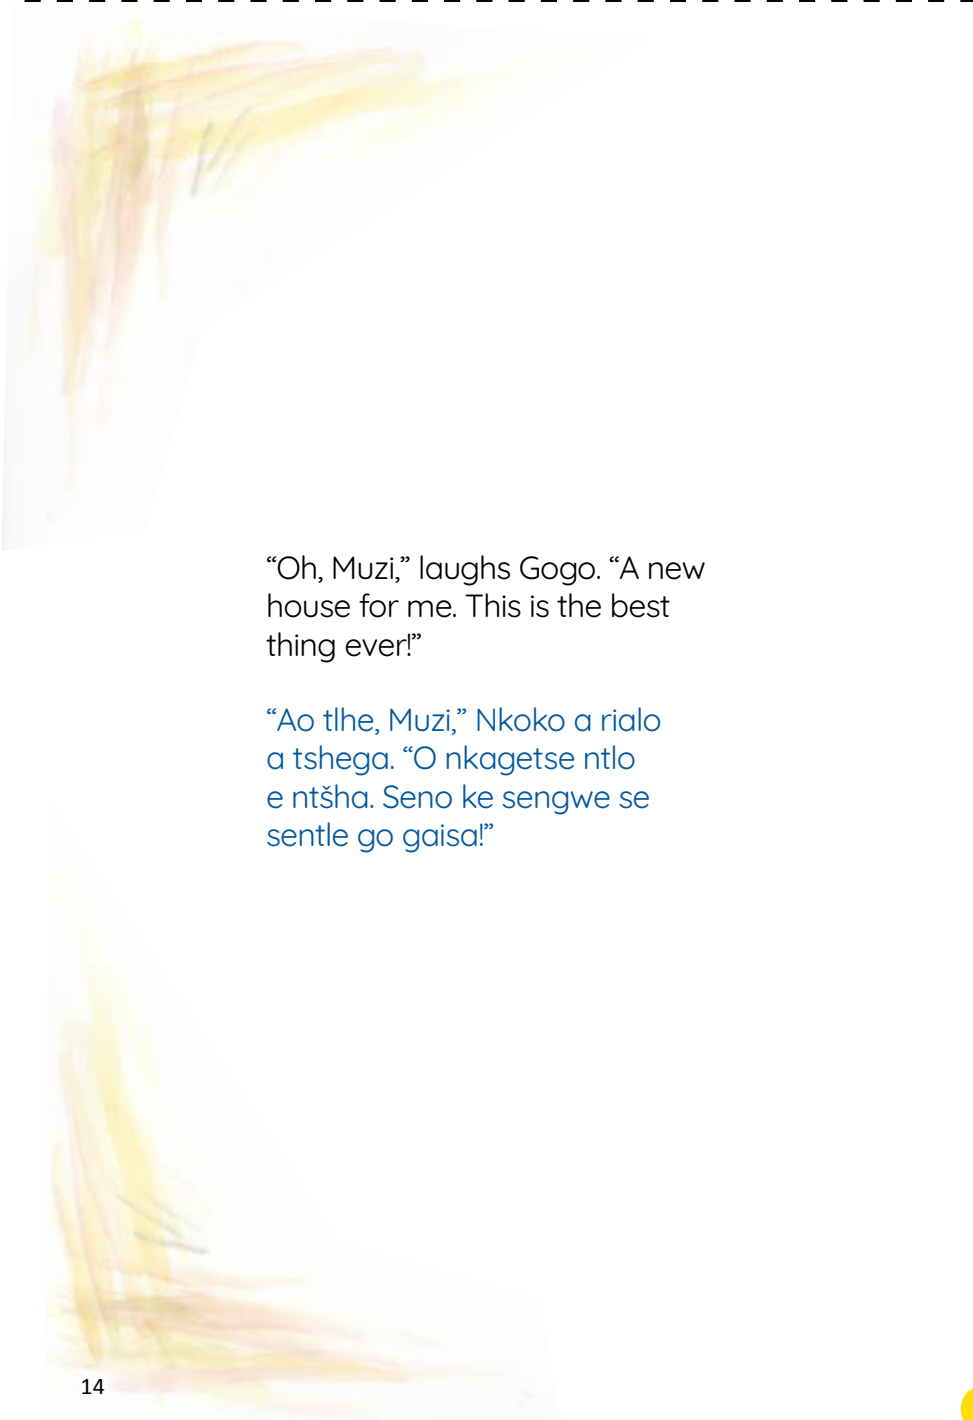 “Oh, Muzi,” laughs Gogo. “A new
house for me. This is the best
thing ever!”
“Ao tlhe, Muzi,” Nkoko a rialo
a tshega. “O nkagetse ntlo
e ntšha. Seno ke sengwe se
sentle go gaisa!”
14